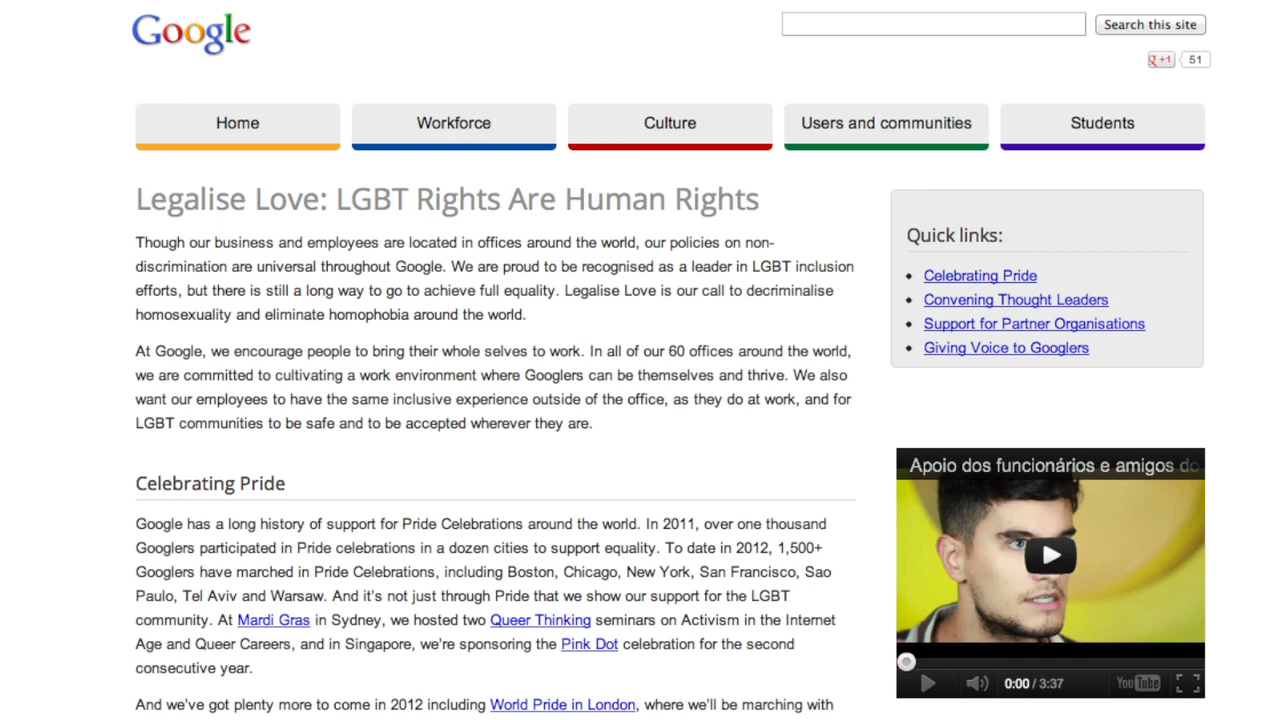 Google
Search this site
+1 51
Home Workforce Culture Users and communities Students
Legalise Love: LGBT Rights Are Human Rights
Though our business and employees are located in offices around the world, our policies on non-
discrimination are universal throughout Google. We are proud to be recognised as a leader in LGBT inclusion
efforts, but there is still a long way to go to achieve full equality. Legalise Love is our call to decriminalise
homosexuality and eliminate homophobia around the world.
At Google, we encourage people to bring their whole selves to work. In all of our 60 offices around the world,
we are committed to cultivating a work environment where Googlers can be themselves and thrive. We also
want our employees to have the same inclusive experience outside of the office, as they do at work, and for
LGBT communities to be safe and to be accepted wherever they are.
Celebrating Pride
Google has a long history of support for Pride Celebrations around the world. In 2011, over one thousand
Googlers participated in Pride celebrations in a dozen cities to support equality. To date in 2012, 1,500+
Googlers have marched in Pride Celebrations, including Boston, Chicago, New York, San Francisco, Sao
Paulo, Tel Aviv and Warsaw. And it's not just through Pride that we show our support for the LGBT
community. At Mardi Gras in Sydney, we hosted two Queer Thinking seminars on Activism in the Internet
Age and Queer Careers, and in Singapore, we're sponsoring the Pink Dot celebration for the second
consecutive year.
And we've got plenty more to come in 2012 including World Pride in London, where we'll be marching with
Quick links:
Celebrating Pride
Convening Thought Leaders
Support for Partner Organisations
Giving Voice to Googlers
Apoio dos funcionários e amigos do
0:00 / 3:37 YouTube